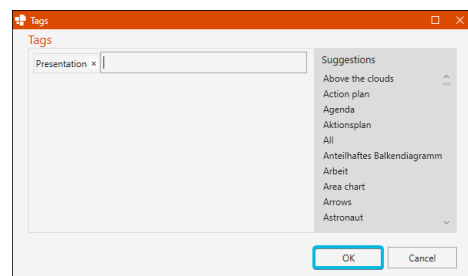 Tags
Tags
Presentation ×
Suggestions
Above the clouds
Action plan
Agenda
Aktionsplan
All
Anteilhaftes Balkendiagramm
Arbeit
Area chart
Arrows
Astronaut
OK
Cancel